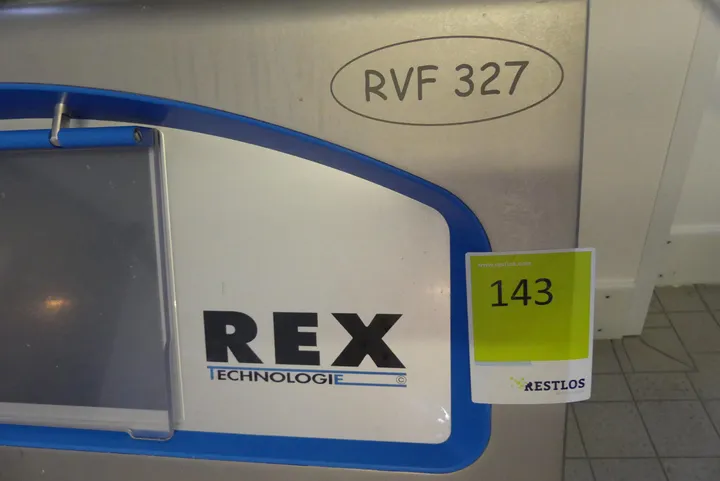 RVF 327
143
REX
TECHNOLOGIE ©
RESTLOS